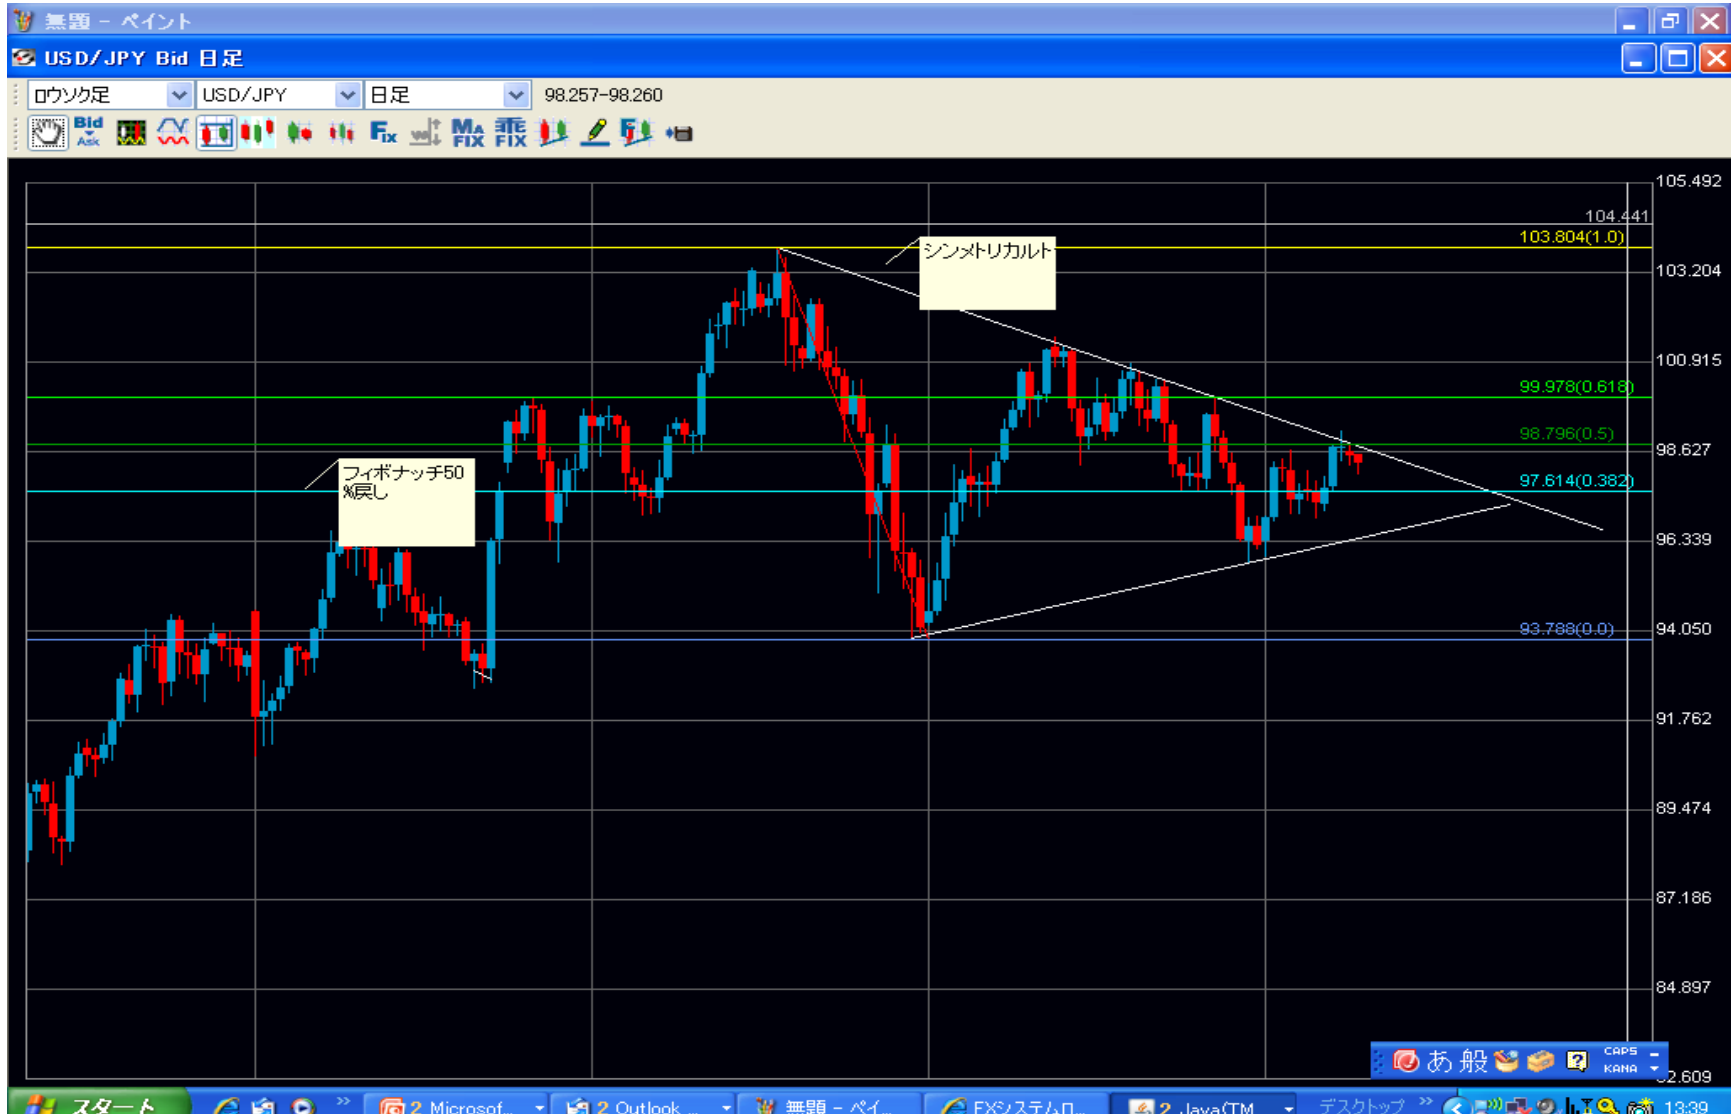 無題 - ペイント
USD/JPY Bid 日足
ロウソク足 USD/JPY 日足 98.257-98.260
Bid Ask Fix MA FIX FIX
105.492
104.441
103.804(1.0)
シンメトリカルト
103.204
100.915
99.978(0.618)
98.796(0.5)
98.627
フィボナッチ50
%戻し
97.614(0.382)
96.339
93.788(0.0)
94.050
91.762
89.474
87.186
84.897
あ 般 CAPS
KANA
2.609
スタート 2 Microsof... 2 Outlook ... 無題 - ペイ... FXシステムロ... 2 Java(TM ... デスクトップ 13:39